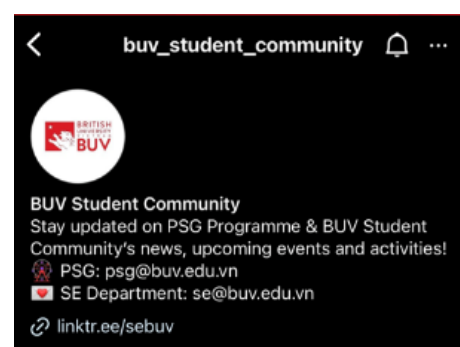 buv_student_community
BRITISH
UNIVERSITY
VIETNAM
BUV
BUV Student Community
Stay updated on PSG Programme & BUV Student
Community's news, upcoming events and activities!
PSG: psg@buv.edu.vn
SE Department: se@buv.edu.vn
linktr.ee/sebuv